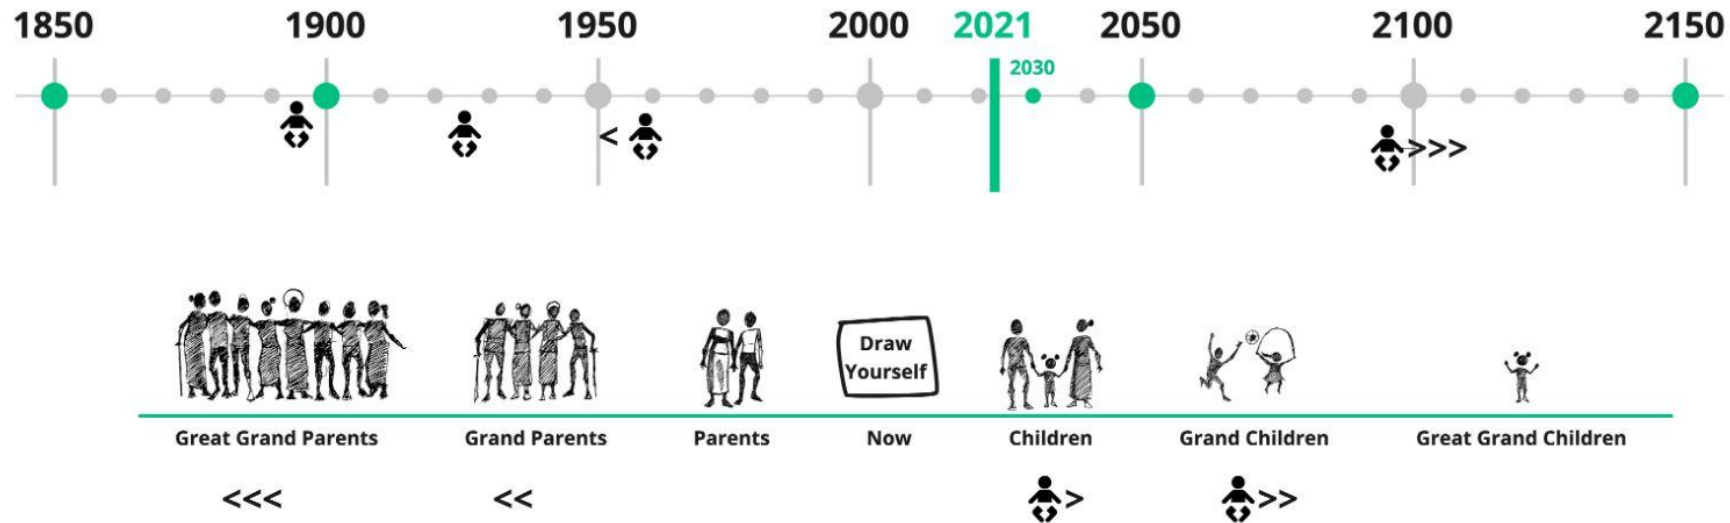 1850 1900 1950 2000 2021 2050 2100 2150
2030
<
>>>
Draw
Yourself
Great Grand Parents Grand Parents Parents Now Children Grand Children Great Grand Children
<<< << > >>